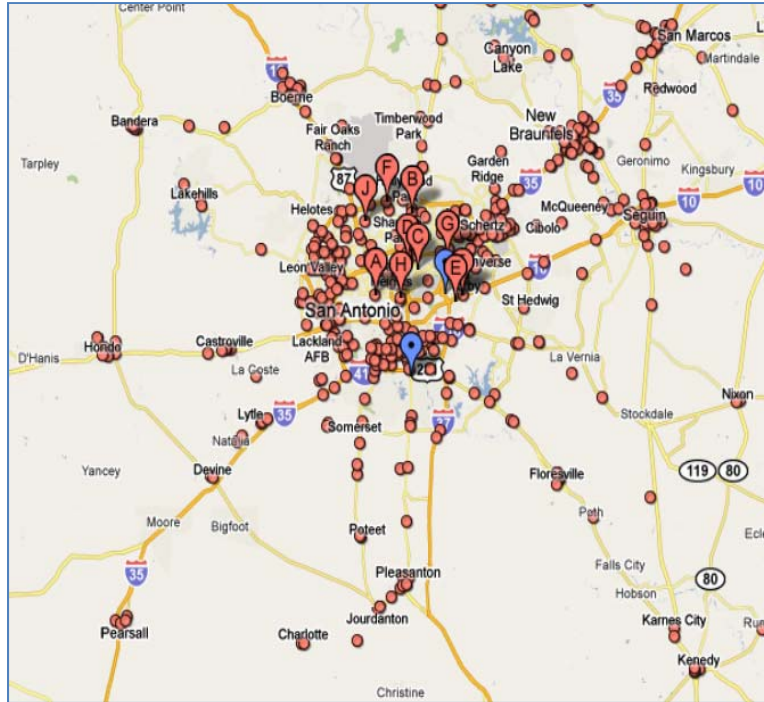 Center Point
San Marcos
Martindale
Canyon
Lake
35
Redwood
Boerne
Bandera
Timberwood
Park
Fair Oaks
Ranch
New
Braunfels
Tarpley
Geronimo
Kingsbury
87
F
B
Garden
Ridge
35
10
10
Lakehills
J
Helotes
McQueeney
Seguin
G
Schertz
Cibolo
C
Leon Valley
A
H
E
San Antonio
St Hedwig
Hondo
Castroville
Lackland
AFB
D'Hanis
La Coste
41
La Vernia
Nixon
Lytle
35
Somerset
37
Stockdale
Natalia
Yancey
Devine
Floresville
119
80
Moore
Bigfoot
Poth
Poteet
Falls City
35
Pleasanton
80
Hobson
Jourdanton
Karnes City
Pearsall
Charlotte
Kenedy
Christine